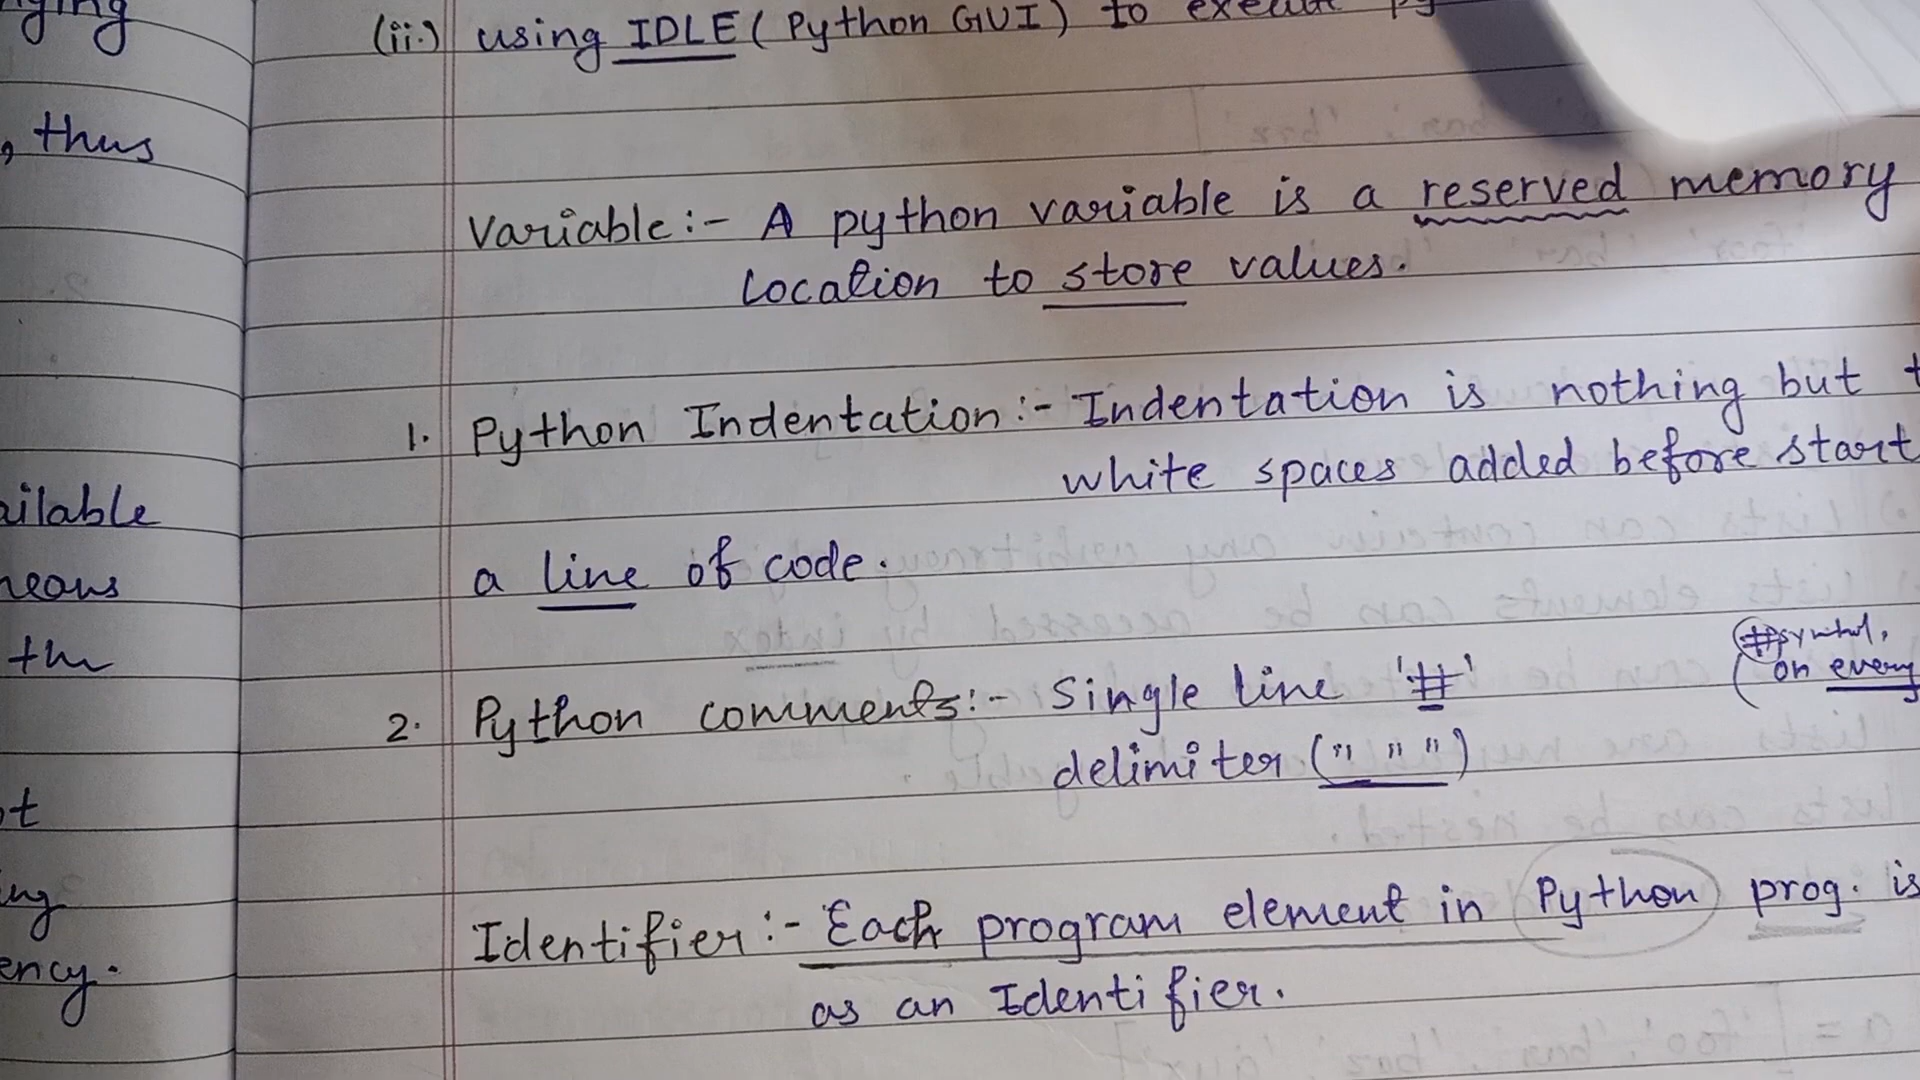 (ii.) using IDLE (Python GUI) to
Variable:- A python variable is a reserved memory
location to store values.
1. Python Indentation:- Indentation is nothing but
white spaces added before start
a line of code.
#symbol,
on every
2. Python comments:- Single line '#'
delimiter (" " ")
Identifier:- Each program element in Python prog. is
as an Identifier.
thus
the